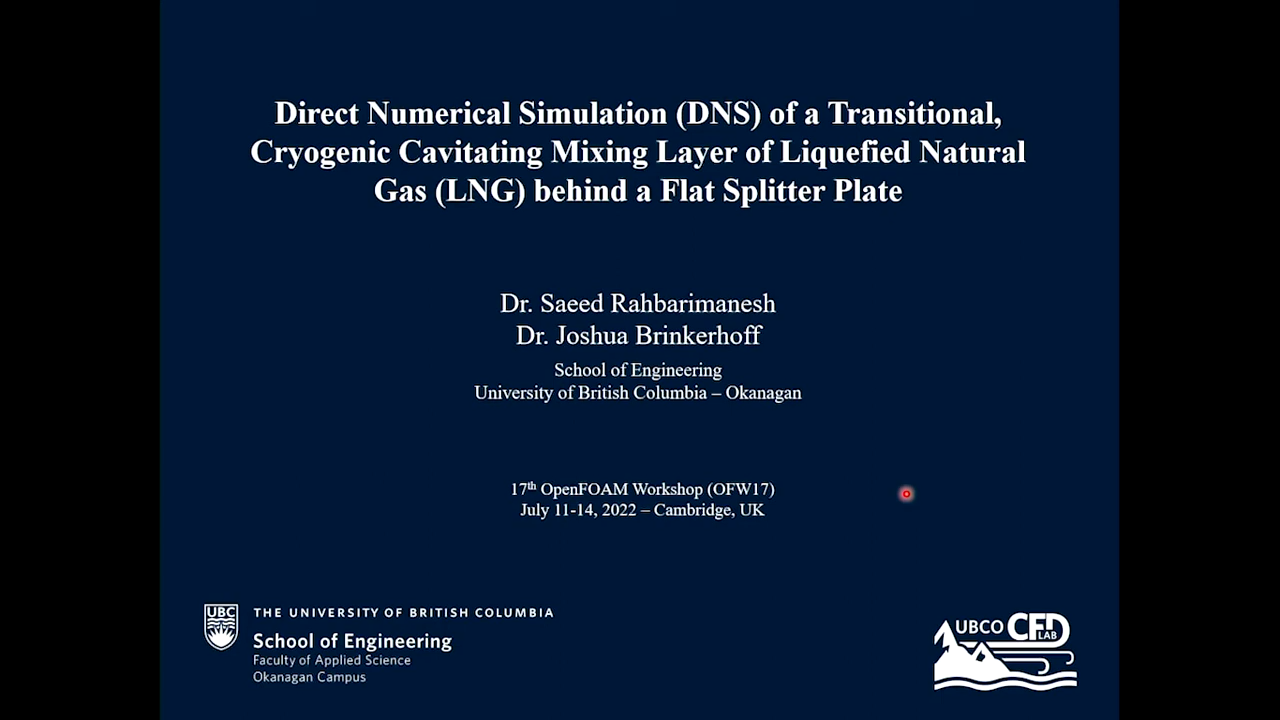 Direct Numerical Simulation (DNS) of a Transitional,
Cryogenic Cavitating Mixing Layer of Liquefied Natural
Gas (LNG) behind a Flat Splitter Plate
Dr. Saeed Rahbarimanesh
Dr. Joshua Brinkerhoff
School of Engineering
University of British Columbia – Okanagan
17th OpenFOAM Workshop (OFW17)
July 11-14, 2022 – Cambridge, UK
UBC
THE UNIVERSITY OF BRITISH COLUMBIA
School of Engineering
Faculty of Applied Science
Okanagan Campus
UBCO CFD
LAB